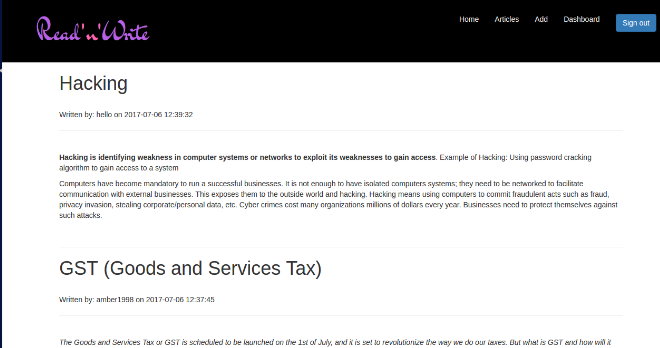 Read'n'Write
Home Articles Add Dashboard Sign out
Hacking
Written by: hello on 2017-07-06 12:39:32
Hacking is identifying weakness in computer systems or networks to exploit its weaknesses to gain access. Example of Hacking: Using password cracking
algorithm to gain access to a system
Computers have become mandatory to run a successful businesses. It is not enough to have isolated computers systems; they need to be networked to facilitate
communication with external businesses. This exposes them to the outside world and hacking. Hacking means using computers to commit fraudulent acts such as fraud,
privacy invasion, stealing corporate/personal data, etc. Cyber crimes cost many organizations millions of dollars every year. Businesses need to protect themselves against
such attacks.
GST (Goods and Services Tax)
Written by: amber1998 on 2017-07-06 12:37:45
The Goods and Services Tax or GST is scheduled to be launched on the 1st of July, and it is set to revolutionize the way we do our taxes. But what is GST and how will it